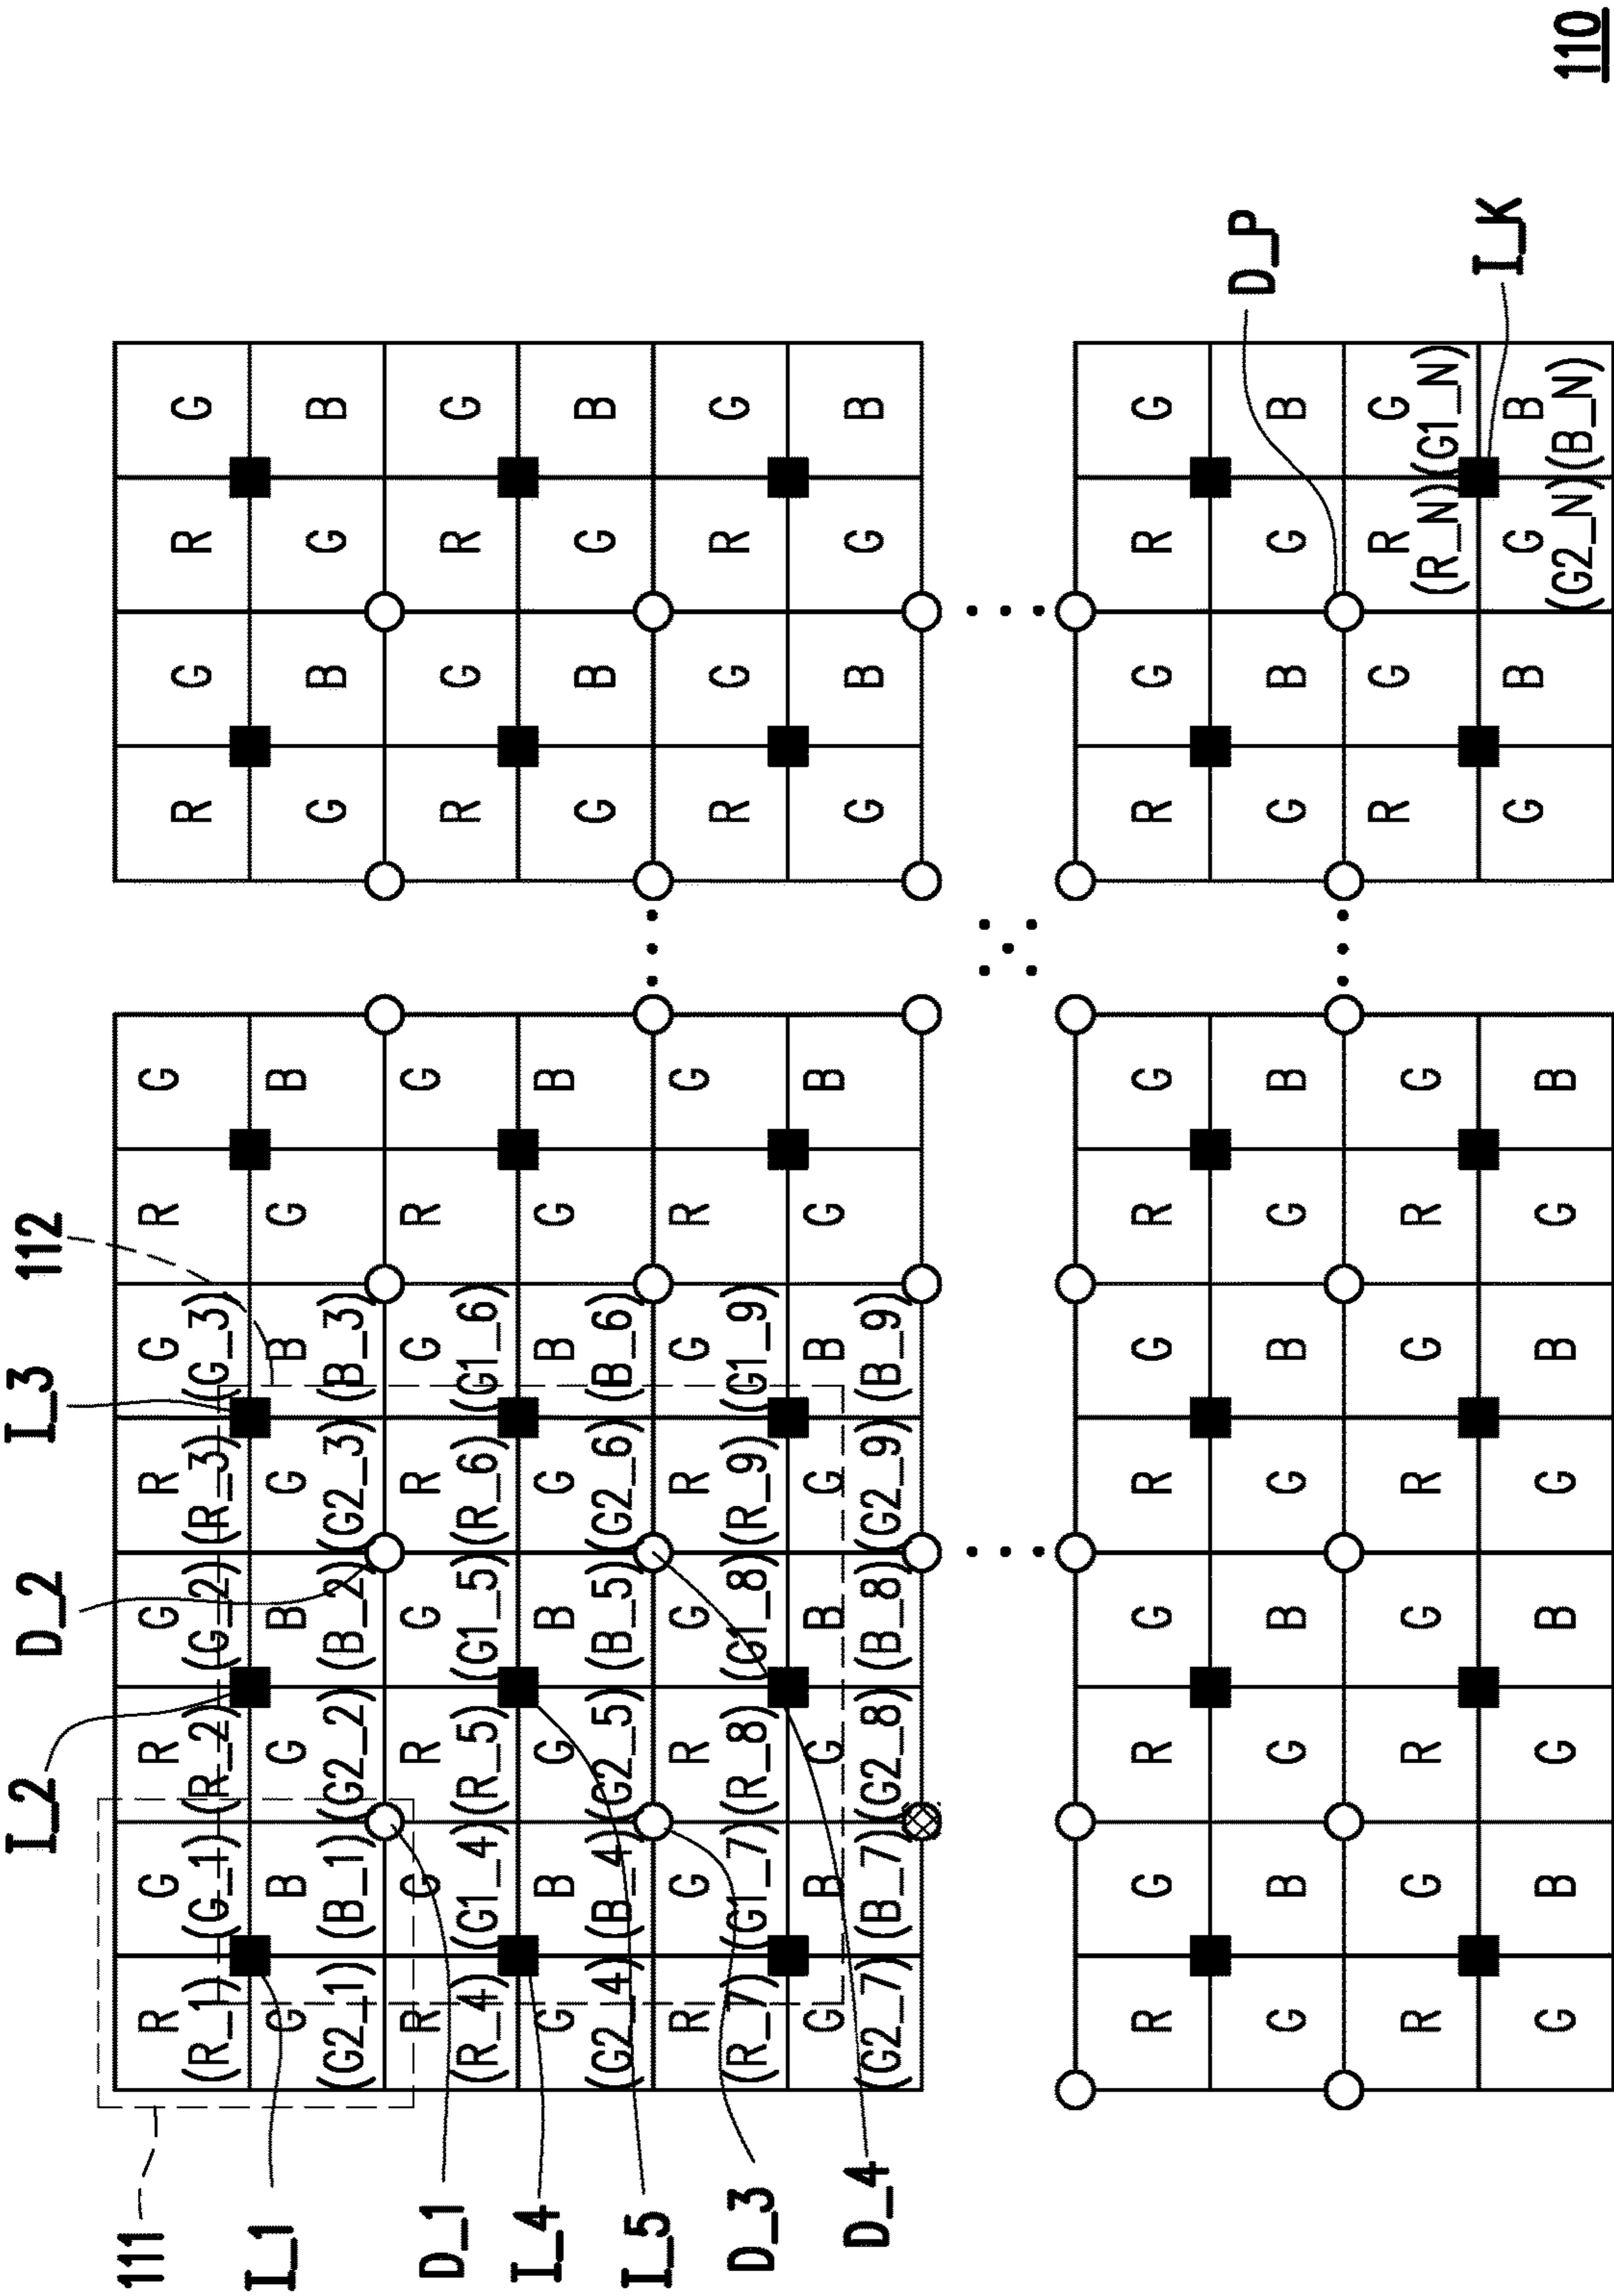 I_2 D_2 I_3 112
111
R G R G R G R G R G R G
(R_1) (G_1) (R_2) (G_2) (R_3) (G_3)
I_1
G B G B G B G B G B G B
(G2_1) (B_1) (G2_2) (B_2) (G2_3) (B_3)
D_1
R G R G R G R G R G R G
(R_4) (G1_4) (R_5) (G1_5) (R_6) (G1_6)
I_4
G B G B G B G B G B G B
(G2_4) (B_4) (G2_5) (B_5) (G2_6) (B_6)
I_5
R G R G R G R G R G R G
(R_7) (G1_7) (R_8) (G1_8) (R_9) (G1_9)
D_3
G B G B G B G B G B G B
(G2_7) (B_7) (G2_8) (B_8) (G2_9) (B_9)
D_4
R G R G R G R G R G R G
D_P
G B G B G B G B G B G B
R G R G R G R G R G R G
(R_N) (G1_N)
I_K
G B G B G B G B G B G B
(G2_N) (B_N)
110